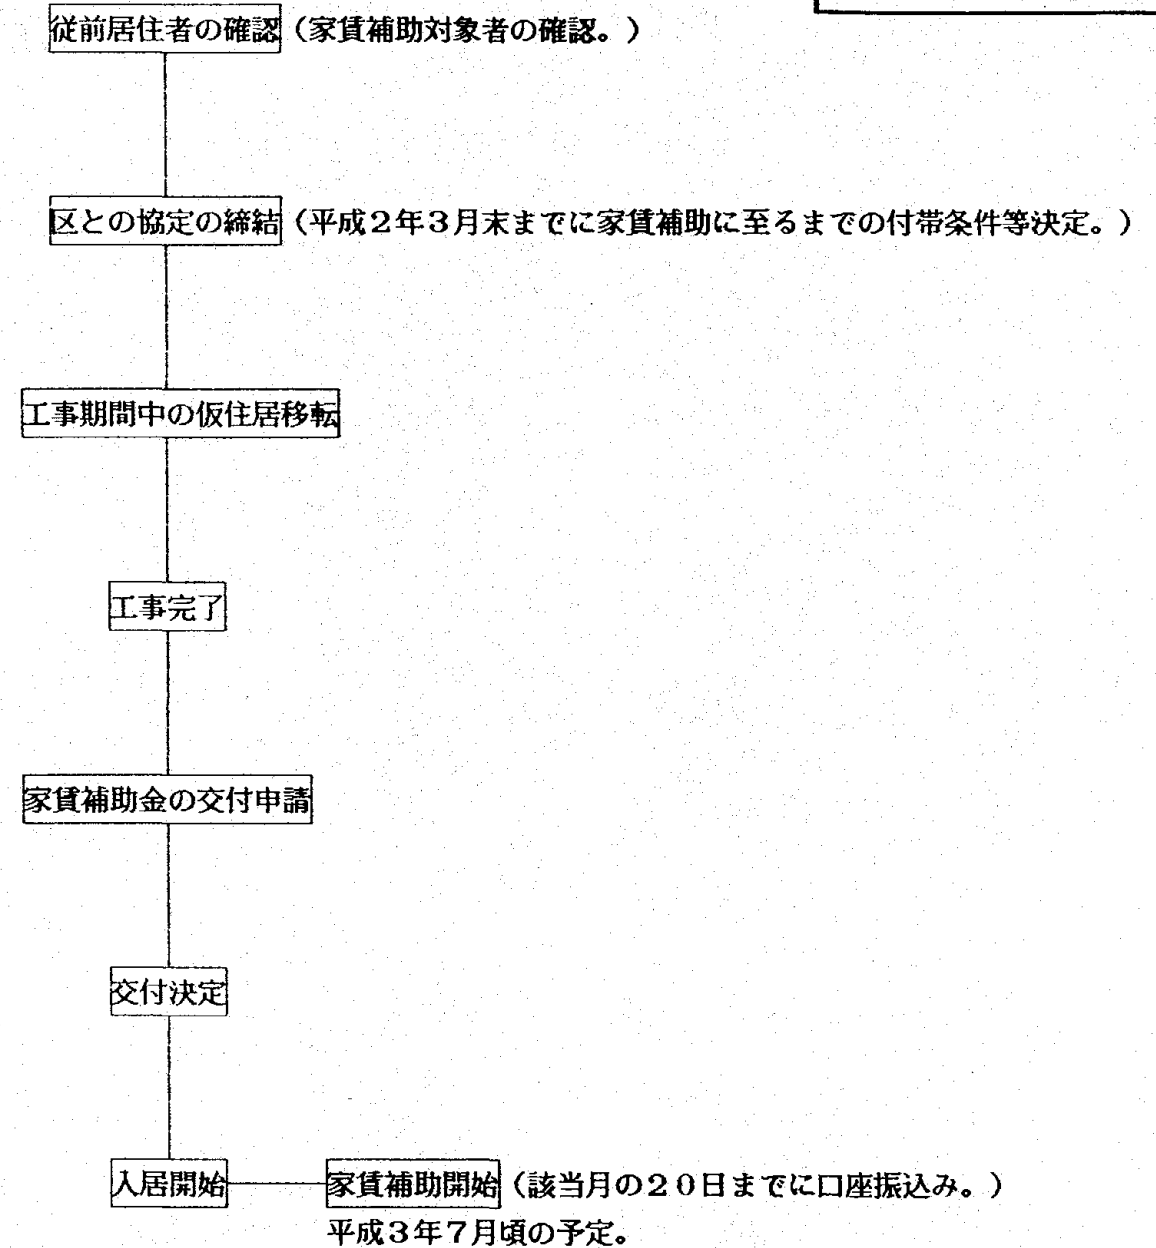 従前居住者の確認（家賃補助対象者の確認。）
区との協定の締結（平成２年３月末までに家賃補助に至るまでの付帯条件等決定。）
工事期間中の仮住居移転
工事完了
家賃補助金の交付申請
交付決定
入居開始 家賃補助開始（該当月の２０日までに口座振込み。）
平成３年７月頃の予定。